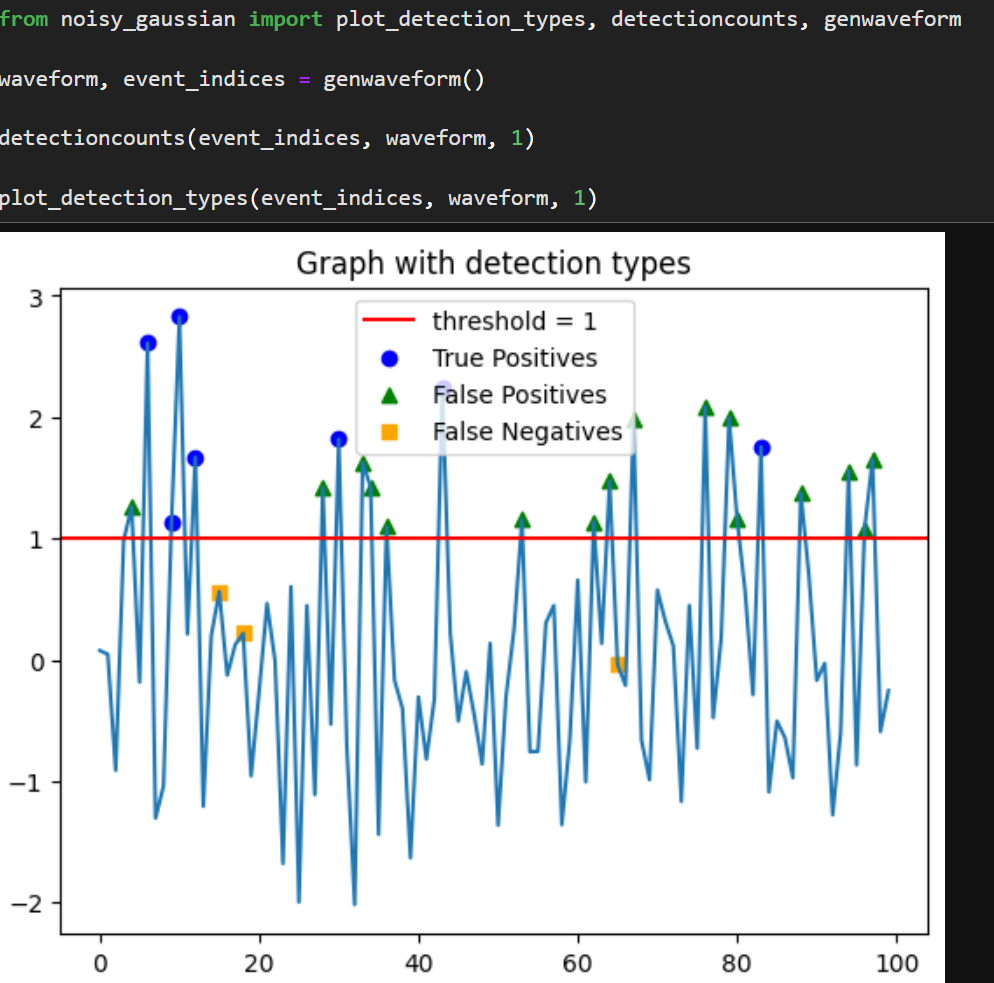 from noisy_gaussian import plot_detection_types, detectioncounts, genwaveform
waveform, event_indices = genwaveform()
detectioncounts(event_indices, waveform, 1)
plot_detection_types(event_indices, waveform, 1)
Graph with detection types
threshold = 1
True Positives
False Positives
False Negatives
3
2
1
0
−1
−2
0 20 40 60 80 100